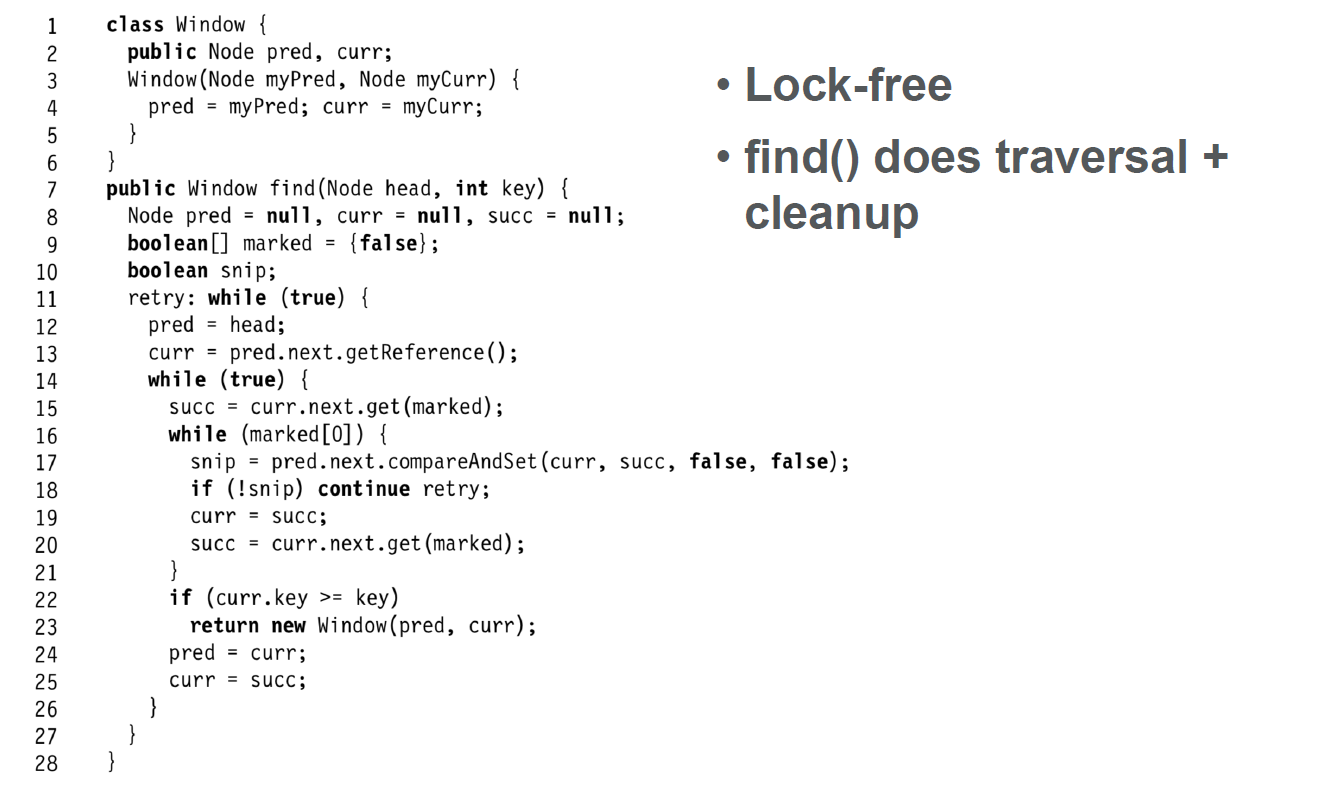 1 class Window {
2 public Node pred, curr;
3 Window(Node myPred, Node myCurr) {
4 pred = myPred; curr = myCurr;
5 }
6 }
7 public Window find(Node head, int key) {
8 Node pred = null, curr = null, succ = null;
9 boolean[] marked = {false};
10 boolean snip;
11 retry: while (true) {
12 pred = head;
13 curr = pred.next.getReference();
14 while (true) {
15 succ = curr.next.get(marked);
16 while (marked[0]) {
17 snip = pred.next.compareAndSet(curr, succ, false, false);
18 if (!snip) continue retry;
19 curr = succ;
20 succ = curr.next.get(marked);
21 }
22 if (curr.key >= key)
23 return new Window(pred, curr);
24 pred = curr;
25 curr = succ;
26 }
27 }
28 }
• Lock-free
• find() does traversal +
cleanup